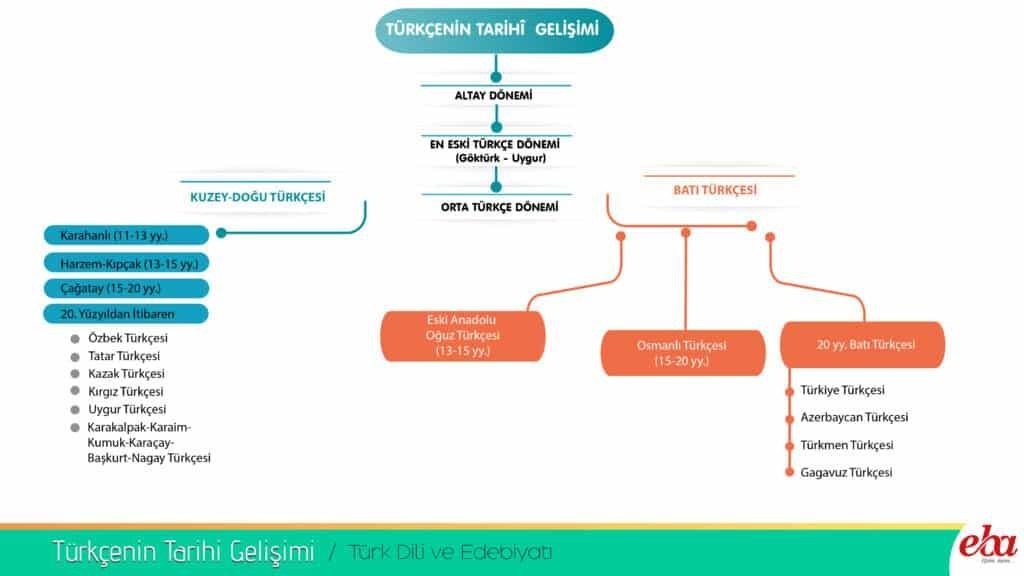 TÜRKÇENİN TARİHÎ GELİŞİMİ
ALTAY DÖNEMİ
EN ESKİ TÜRKÇE DÖNEMİ
(Göktürk - Uygur)
ORTA TÜRKÇE DÖNEMİ
KUZEY-DOĞU TÜRKÇESİ
Karahanlı (11-13 yy.)
Harzem-Kıpçak (13-15 yy.)
Çağatay (15-20 yy.)
20. Yüzyıldan İtibaren
Özbek Türkçesi
Tatar Türkçesi
Kazak Türkçesi
Kırgız Türkçesi
Uygur Türkçesi
Karakalpak-Karaim-
Kumuk-Karaçay-
Başkurt-Nagay Türkçesi
BATI TÜRKÇESİ
Eski Anadolu
Oğuz Türkçesi
(13-15 yy.)
Osmanlı Türkçesi
(15-20 yy.)
20 yy. Batı Türkçesi
Türkiye Türkçesi
Azerbaycan Türkçesi
Türkmen Türkçesi
Gagavuz Türkçesi
Türkçenin Tarihi Gelişimi / Türk Dili ve Edebiyatı
eba